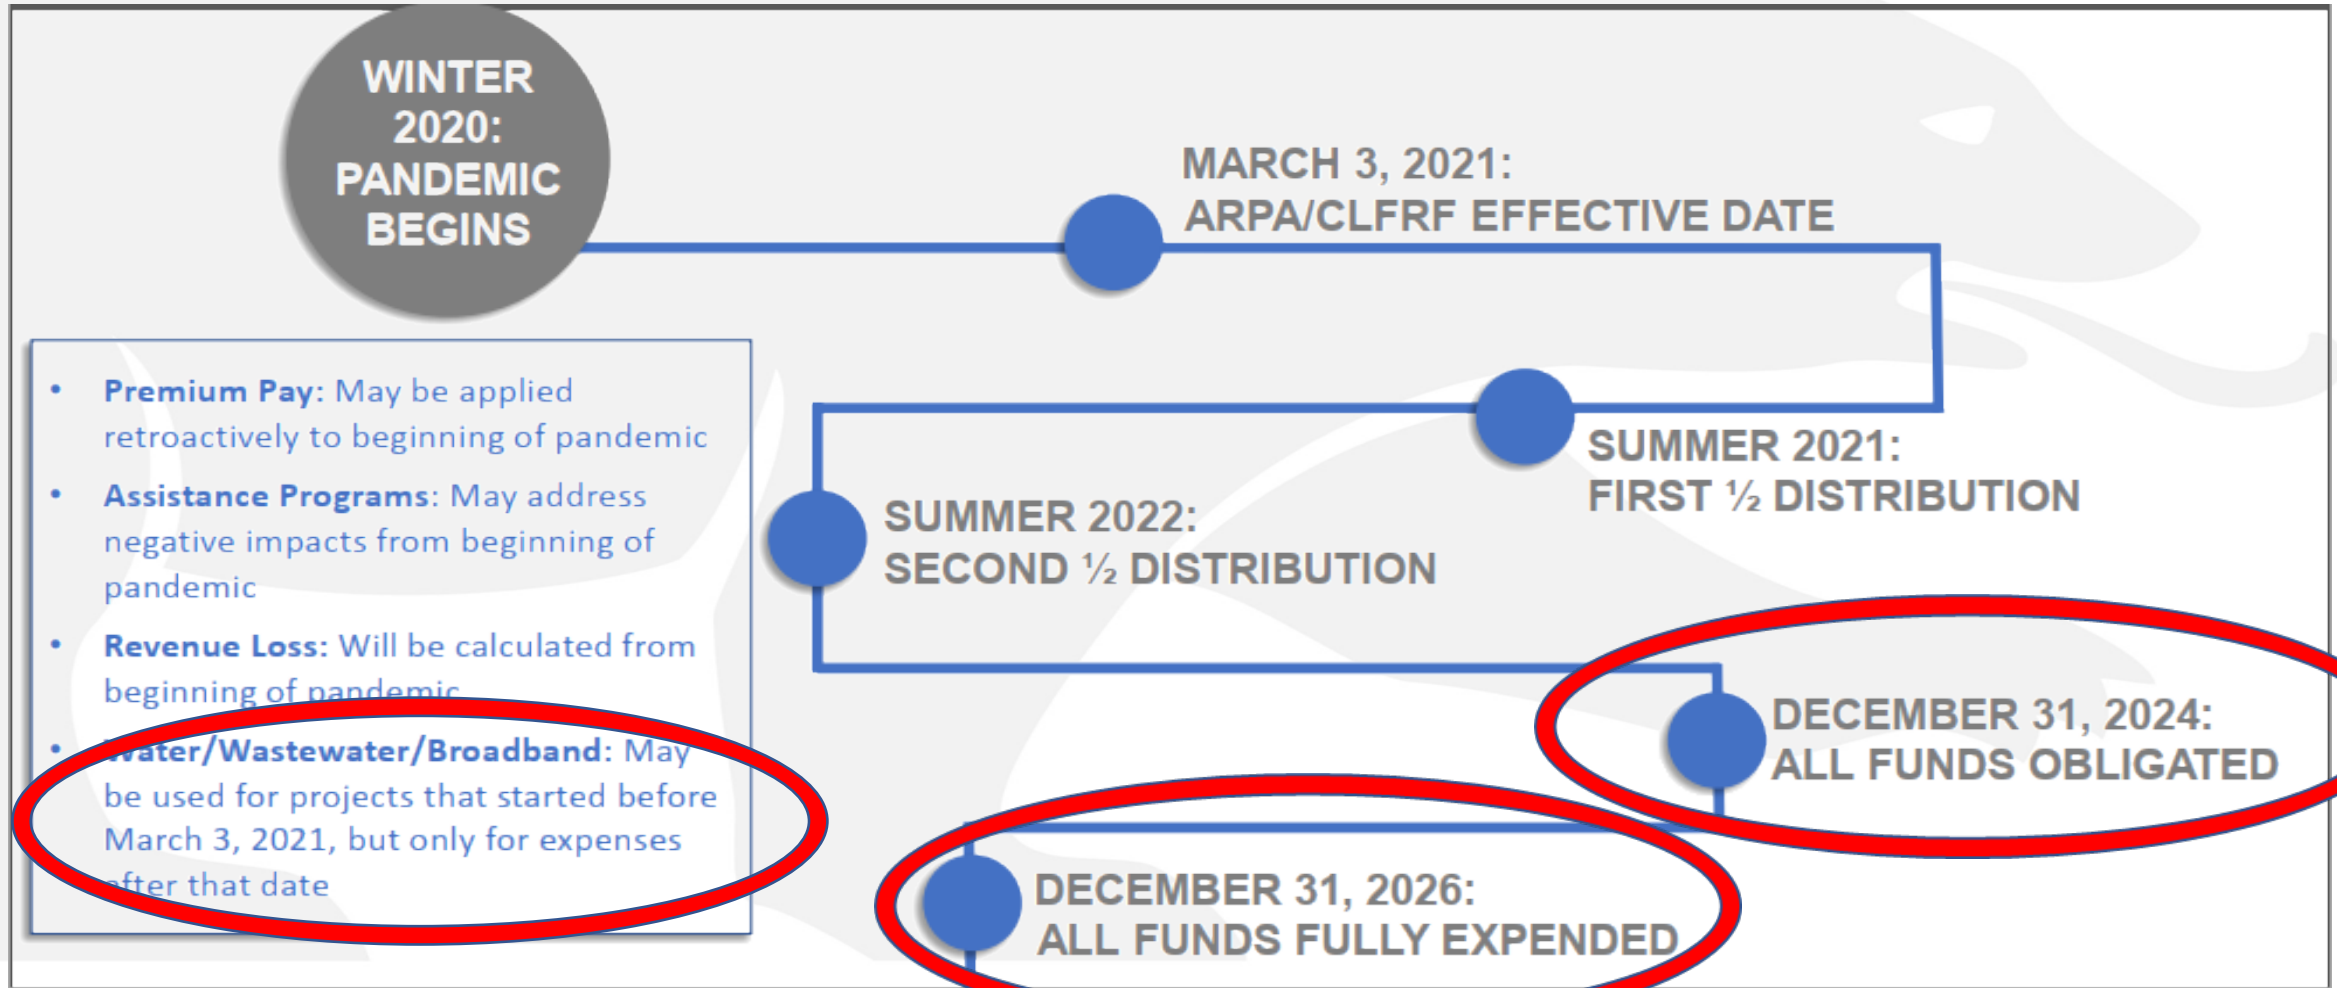 WINTER
2020:
PANDEMIC
BEGINS
MARCH 3, 2021:
ARPA/CLFRF EFFECTIVE DATE
SUMMER 2021:
FIRST ½ DISTRIBUTION
SUMMER 2022:
SECOND ½ DISTRIBUTION
DECEMBER 31, 2024:
ALL FUNDS OBLIGATED
DECEMBER 31, 2026:
ALL FUNDS FULLY EXPENDED
• Premium Pay: May be applied
retroactively to beginning of pandemic
• Assistance Programs: May address
negative impacts from beginning of
pandemic
• Revenue Loss: Will be calculated from
beginning of pandemic
• Water/Wastewater/Broadband: May
be used for projects that started before
March 3, 2021, but only for expenses
after that date